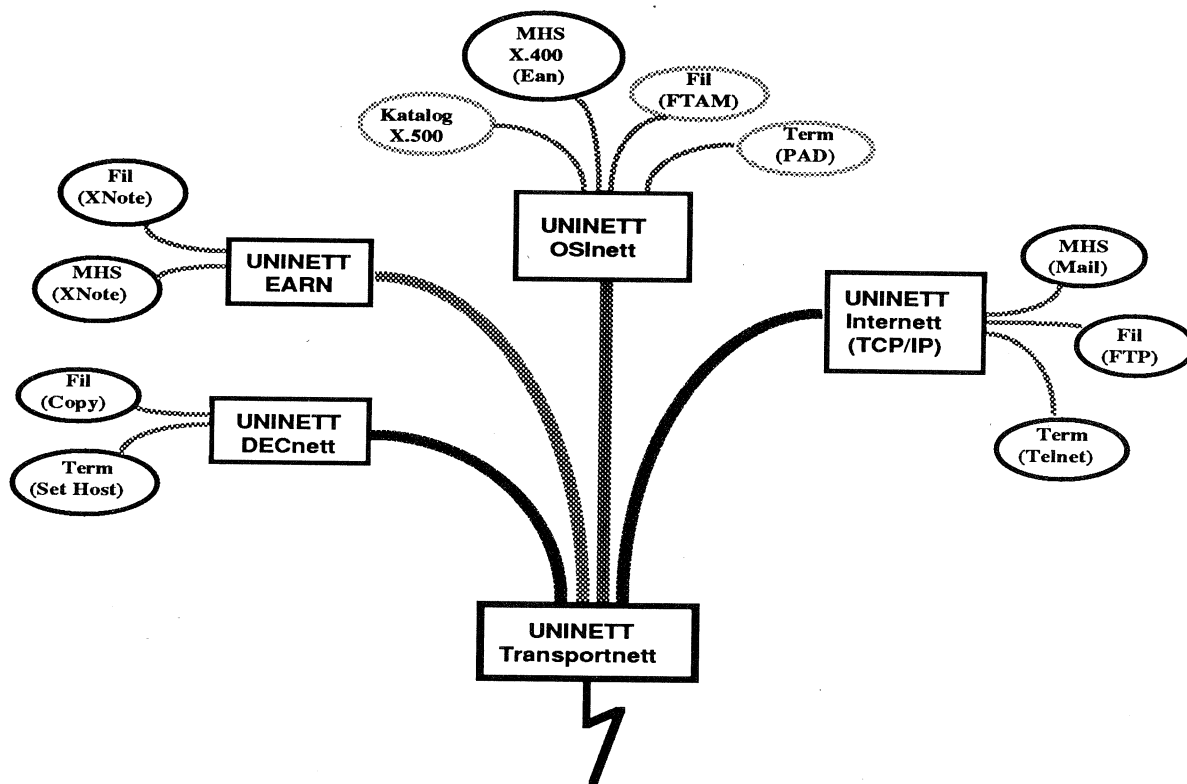 MHS
X.400
(Ean)
Fil
(FTAM)
Katalog
X.500
Term
(PAD)
Fil
(XNote)
UNINETT
OSInett
MHS
(XNote)
UNINETT
EARN
MHS
(Mail)
UNINETT
Internett
(TCP/IP)
Fil
(FTP)
Fil
(Copy)
UNINETT
DECnett
Term
(Set Host)
Term
(Telnet)
UNINETT
Transportnett